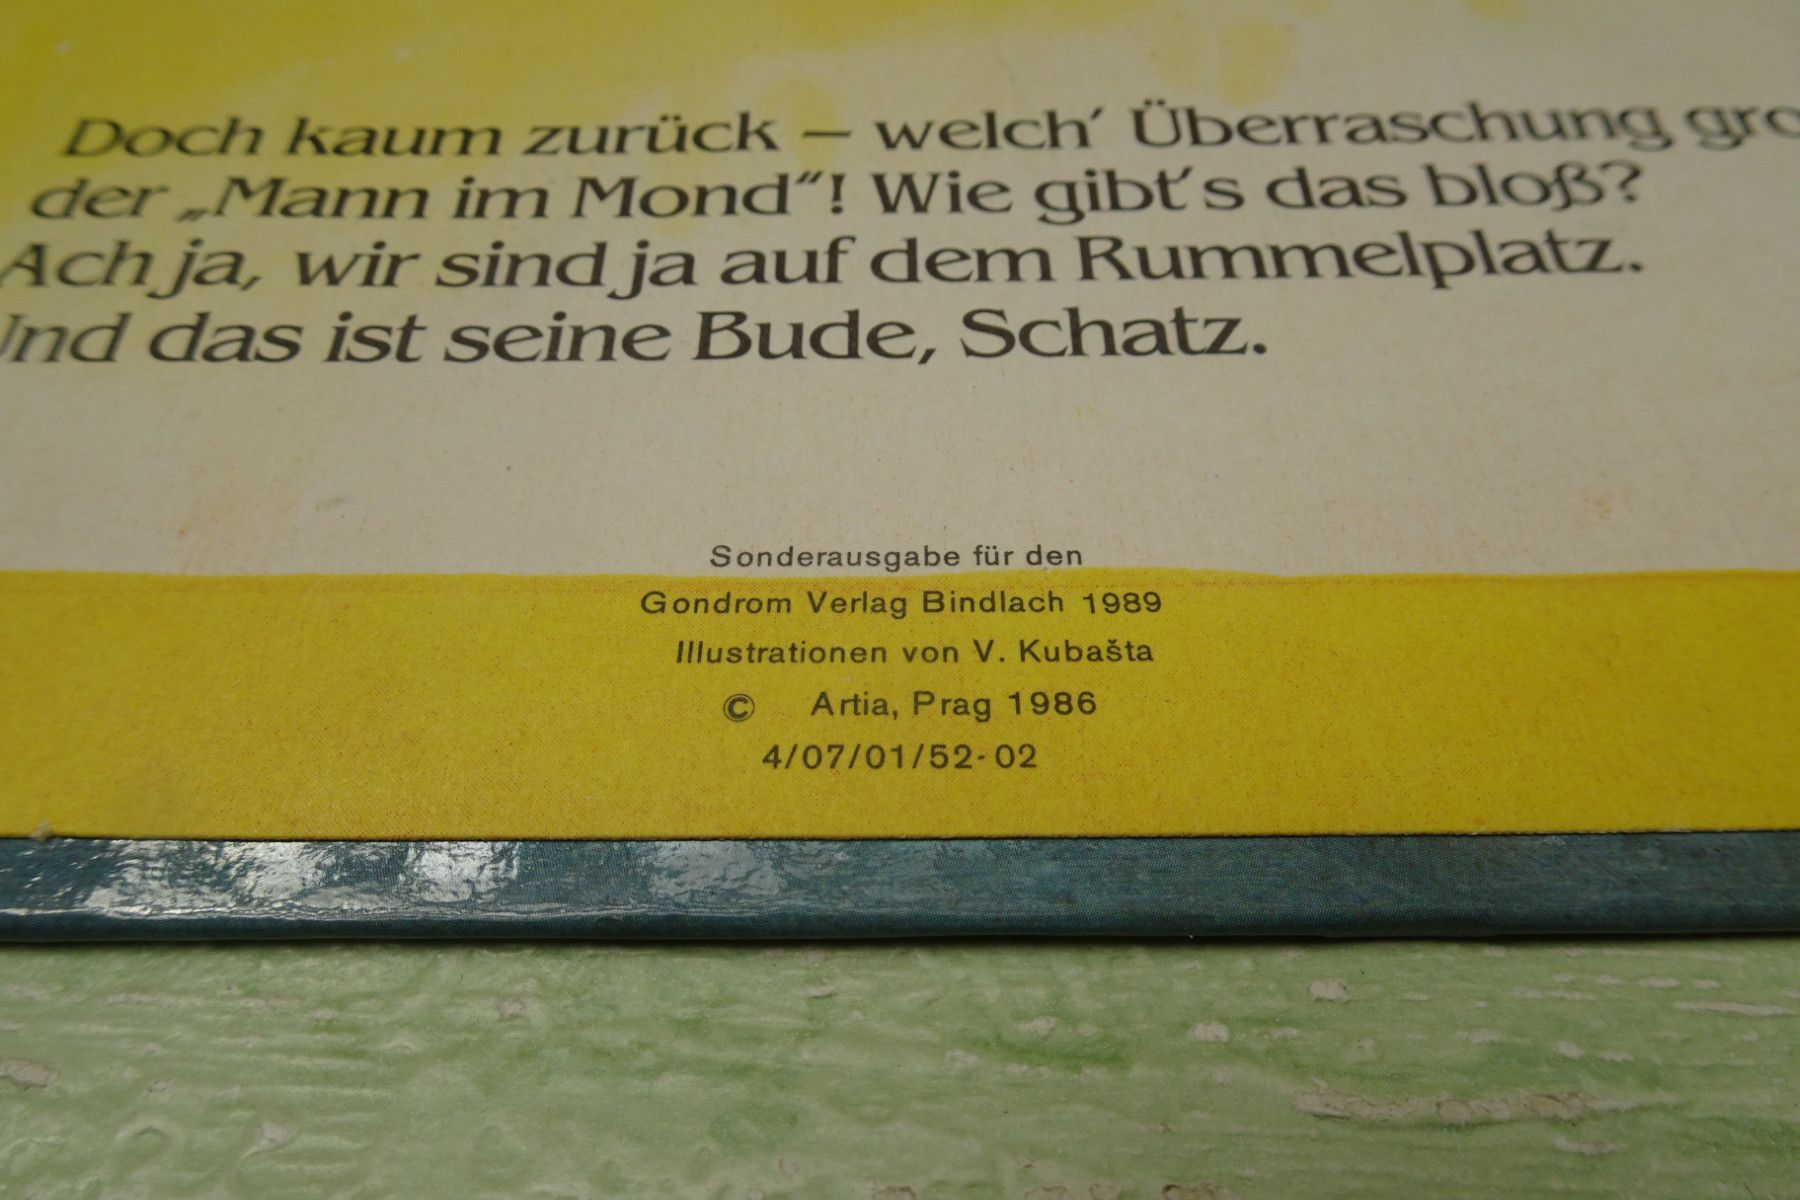 Doch kaum zurück – welch' Überraschung
der „Mann im Mond“! Wie gibt's das bloß?
Ach ja, wir sind ja auf dem Rummelplatz.
Und das ist seine Bude, Schatz.
Sonderausgabe für den
Gondrom Verlag Bindlach 1989
Illustrationen von V. Kubašta
© Artia, Prag 1986
4/07/01/52-02